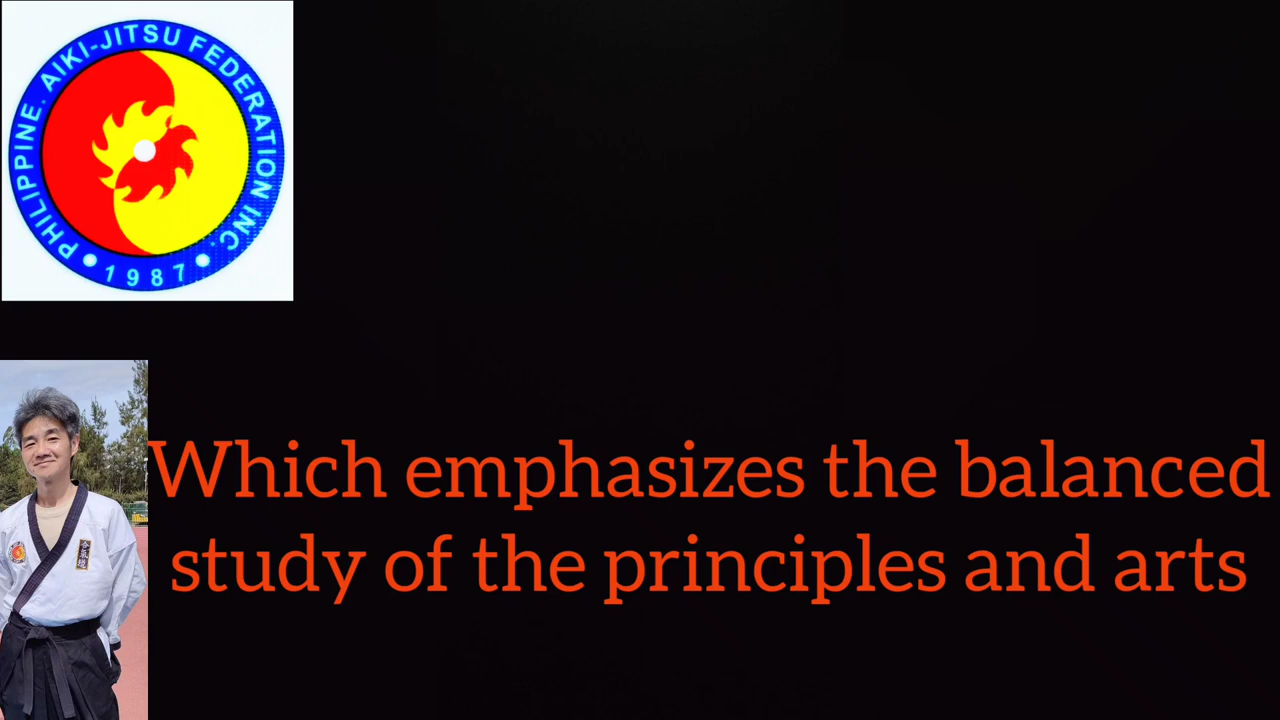 PHILIPPINE. AIKI-JITSU FEDERATION INC.
1987
Which emphasizes the balanced
study of the principles and arts